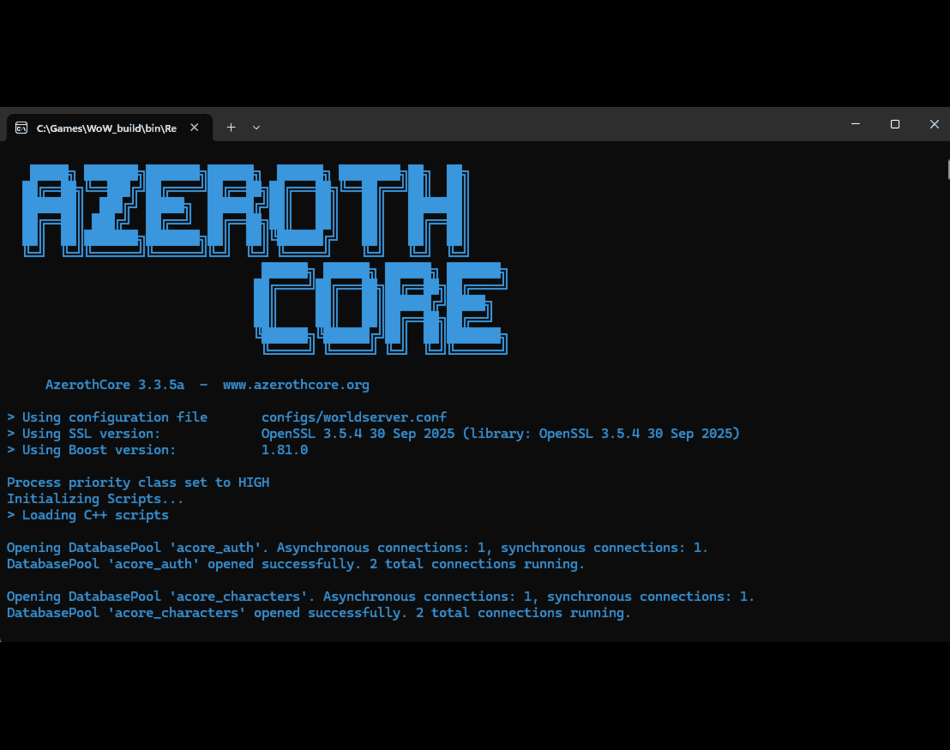 C:\Games\WoW_build\bin\Re
AZEROTH
CORE
AzerothCore 3.3.5a - www.azerothcore.org
> Using configuration file configs/worldserver.conf
> Using SSL version: OpenSSL 3.5.4 30 Sep 2025 (library: OpenSSL 3.5.4 30 Sep 2025)
> Using Boost version: 1.81.0
Process priority class set to HIGH
Initializing Scripts...
> Loading C++ scripts
Opening DatabasePool 'acore_auth'. Asynchronous connections: 1, synchronous connections: 1.
DatabasePool 'acore_auth' opened successfully. 2 total connections running.
Opening DatabasePool 'acore_characters'. Asynchronous connections: 1, synchronous connections: 1.
DatabasePool 'acore_characters' opened successfully. 2 total connections running.